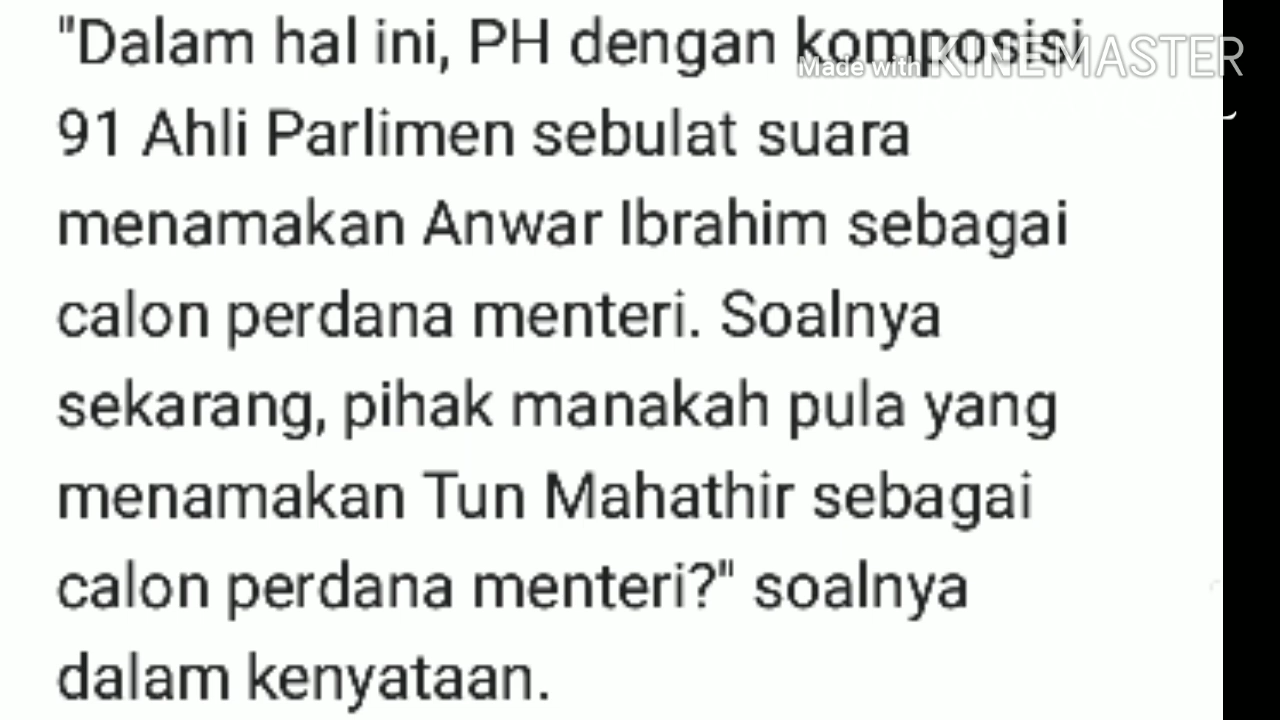 "Dalam hal ini, PH dengan komposisi
Made with KINEMASTER
91 Ahli Parlimen sebulat suara
menamakan Anwar Ibrahim sebagai
calon perdana menteri. Soalnya
sekarang, pihak manakah pula yang
menamakan Tun Mahathir sebagai
calon perdana menteri?" soalnya
dalam kenyataan.